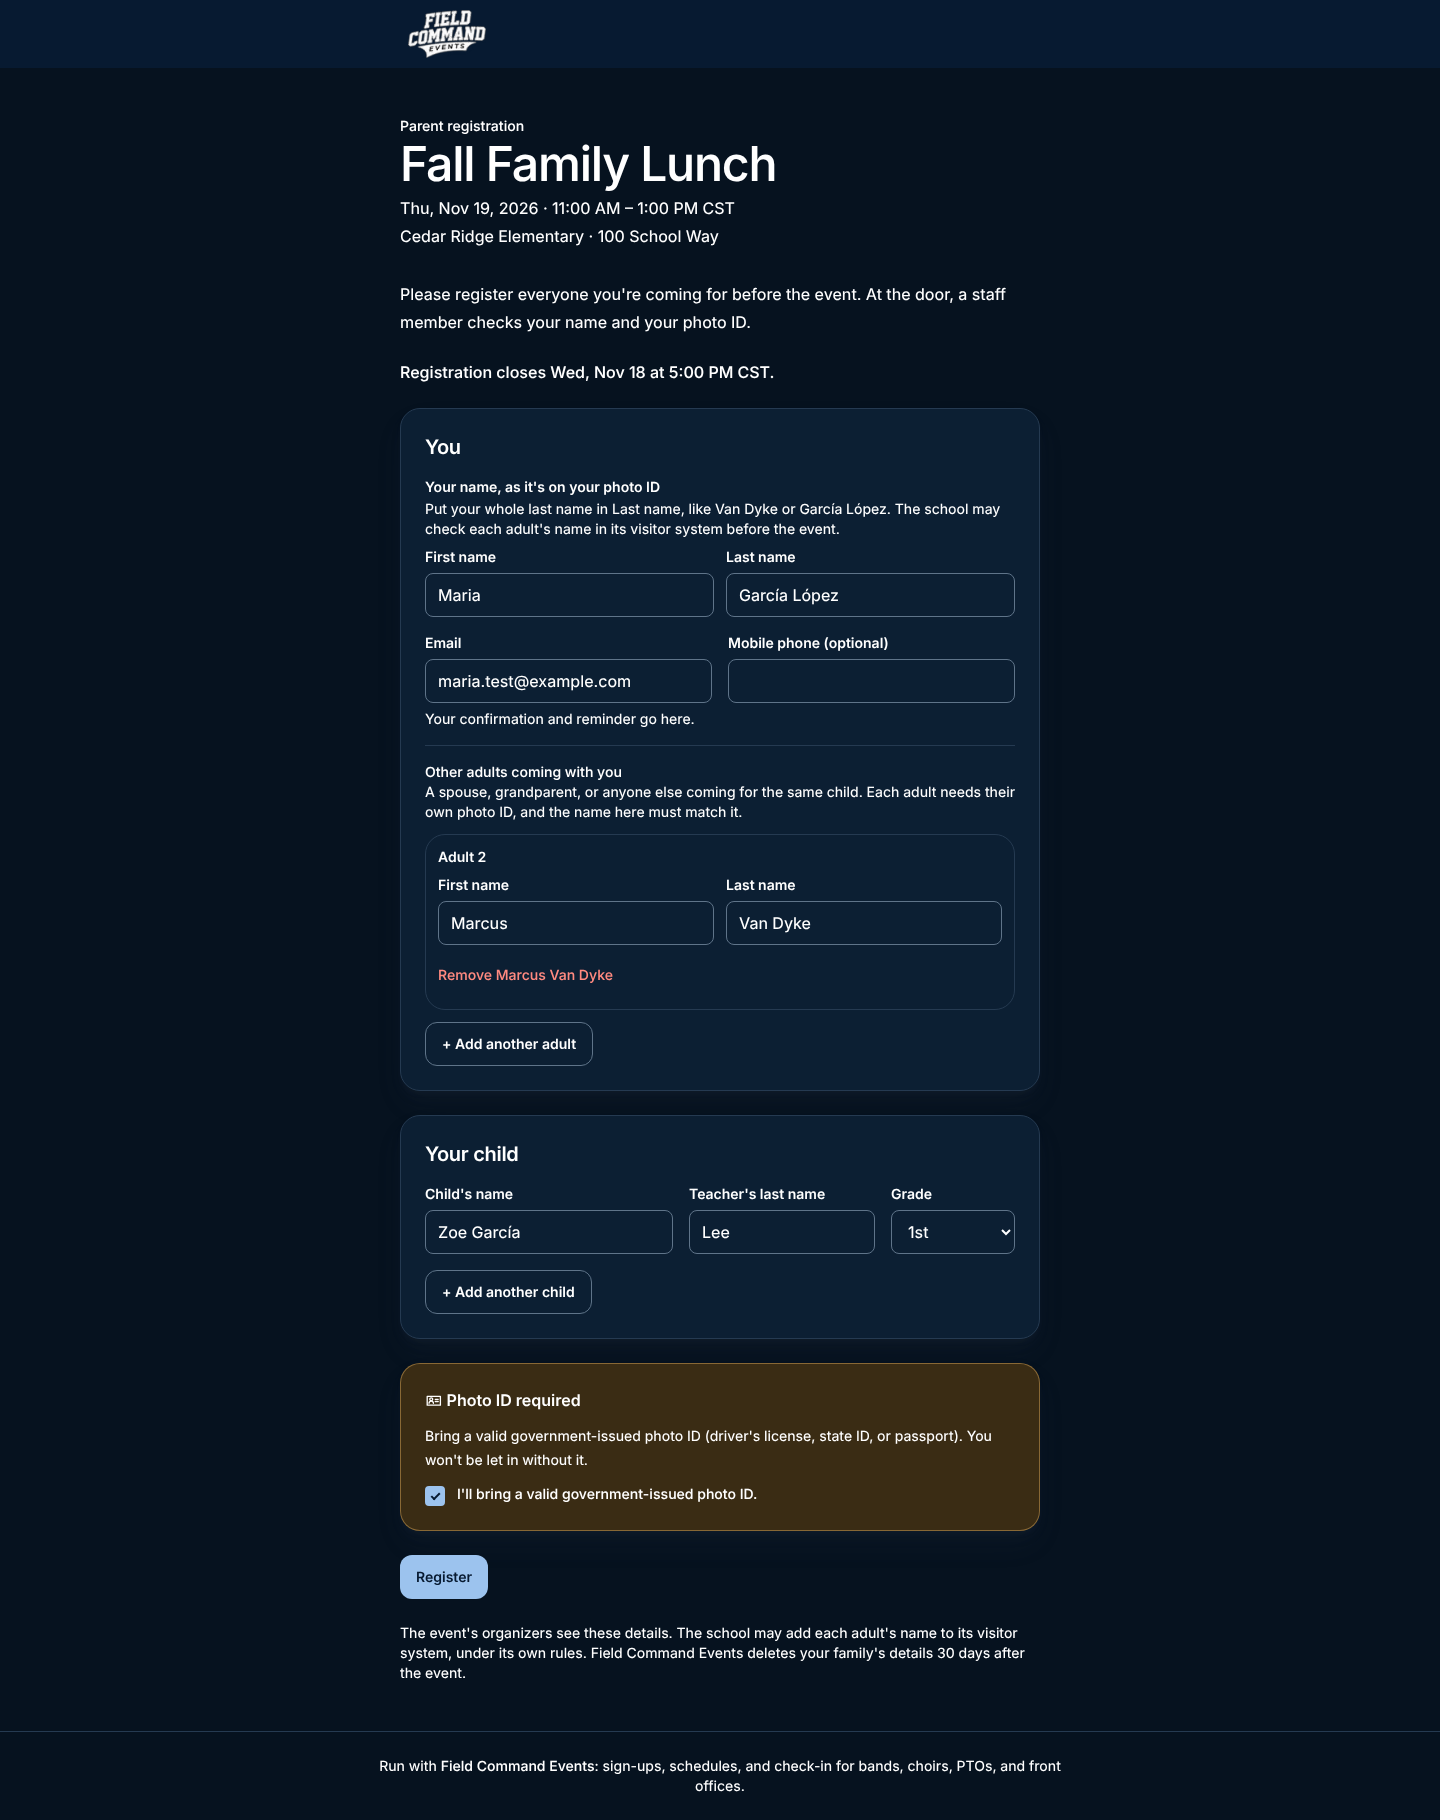 FIELD
COMMAND
EVENTS
Parent registration
Fall Family Lunch
Thu, Nov 19, 2026 · 11:00 AM – 1:00 PM CST
Cedar Ridge Elementary · 100 School Way
Please register everyone you're coming for before the event. At the door, a staff
member checks your name and your photo ID.
Registration closes Wed, Nov 18 at 5:00 PM CST.
You
Your name, as it's on your photo ID
Put your whole last name in Last name, like Van Dyke or García López. The school may
check each adult's name in its visitor system before the event.
First name Last name
Maria García López
Email Mobile phone (optional)
maria.test@example.com
Your confirmation and reminder go here.
Other adults coming with you
A spouse, grandparent, or anyone else coming for the same child. Each adult needs their
own photo ID, and the name here must match it.
Adult 2
First name Last name
Marcus Van Dyke
Remove Marcus Van Dyke
+ Add another adult
Your child
Child's name Teacher's last name Grade
Zoe García Lee 1st
+ Add another child
Photo ID required
Bring a valid government-issued photo ID (driver's license, state ID, or passport). You
won't be let in without it.
I'll bring a valid government-issued photo ID.
Register
The event's organizers see these details. The school may add each adult's name to its visitor
system, under its own rules. Field Command Events deletes your family's details 30 days after
the event.
Run with Field Command Events: sign-ups, schedules, and check-in for bands, choirs, PTOs, and front
offices.